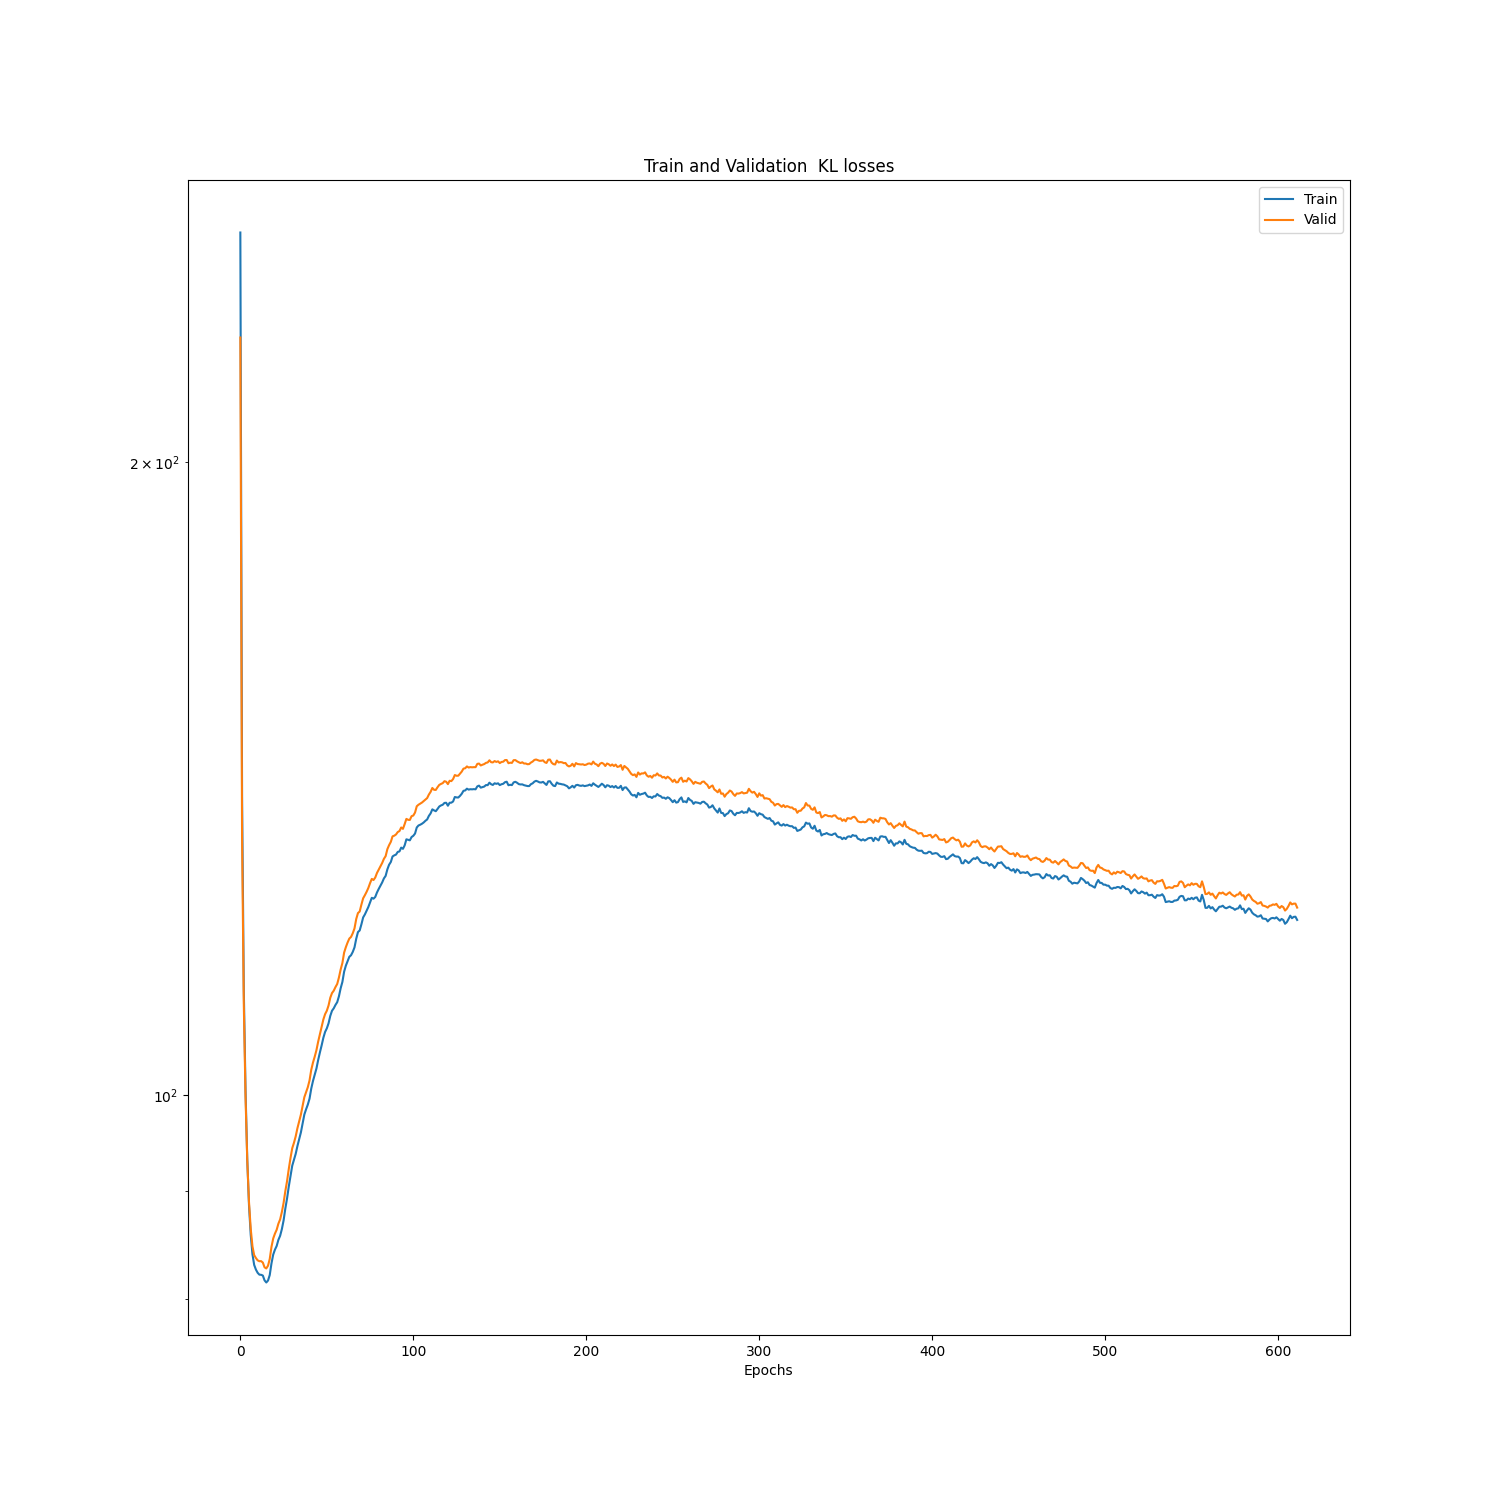 Train and Validation  KL losses
Train
Valid
2 × 10²
10²
0 100 200 300 400 500 600
Epochs